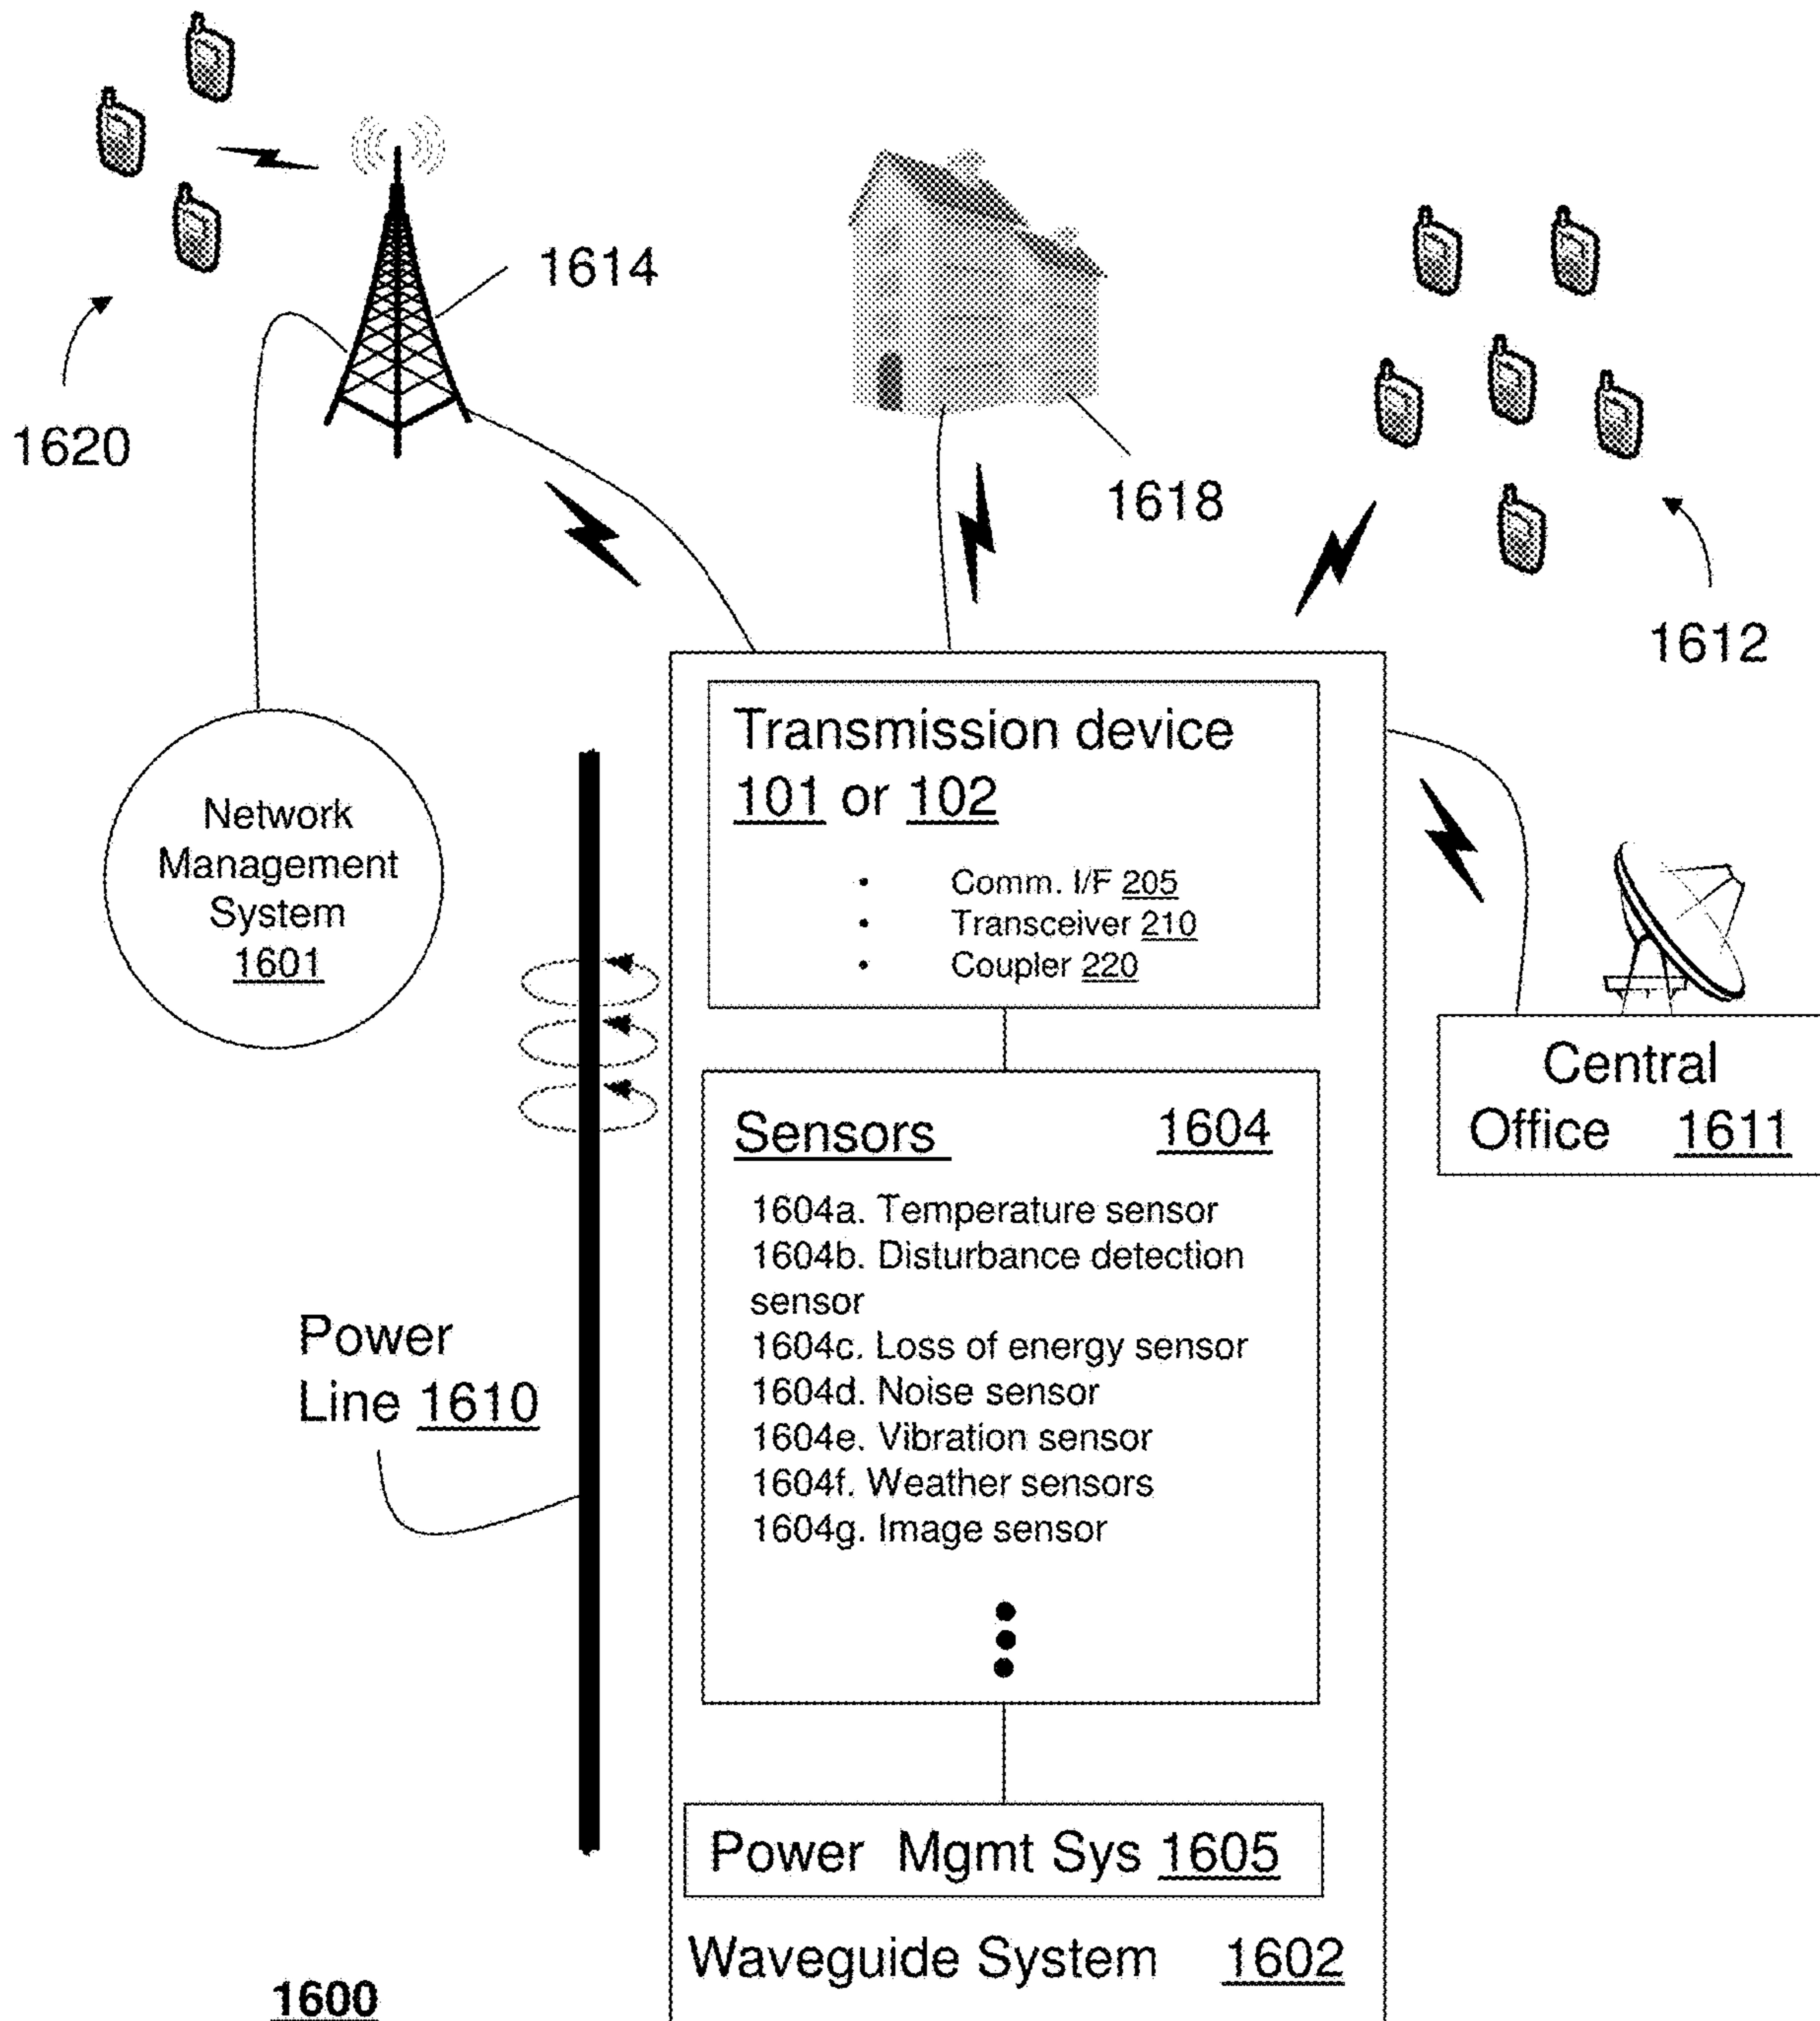 1614
1620
1618
1612
Network
Management
System
1601
Transmission device
101 or 102
• Comm. I/F 205
• Transceiver 210
• Coupler 220
Central
Office 1611
Sensors 1604
1604a. Temperature sensor
1604b. Disturbance detection
sensor
1604c. Loss of energy sensor
1604d. Noise sensor
1604e. Vibration sensor
1604f. Weather sensors
1604g. Image sensor
Power
Line 1610
Power Mgmt Sys 1605
Waveguide System 1602
1600